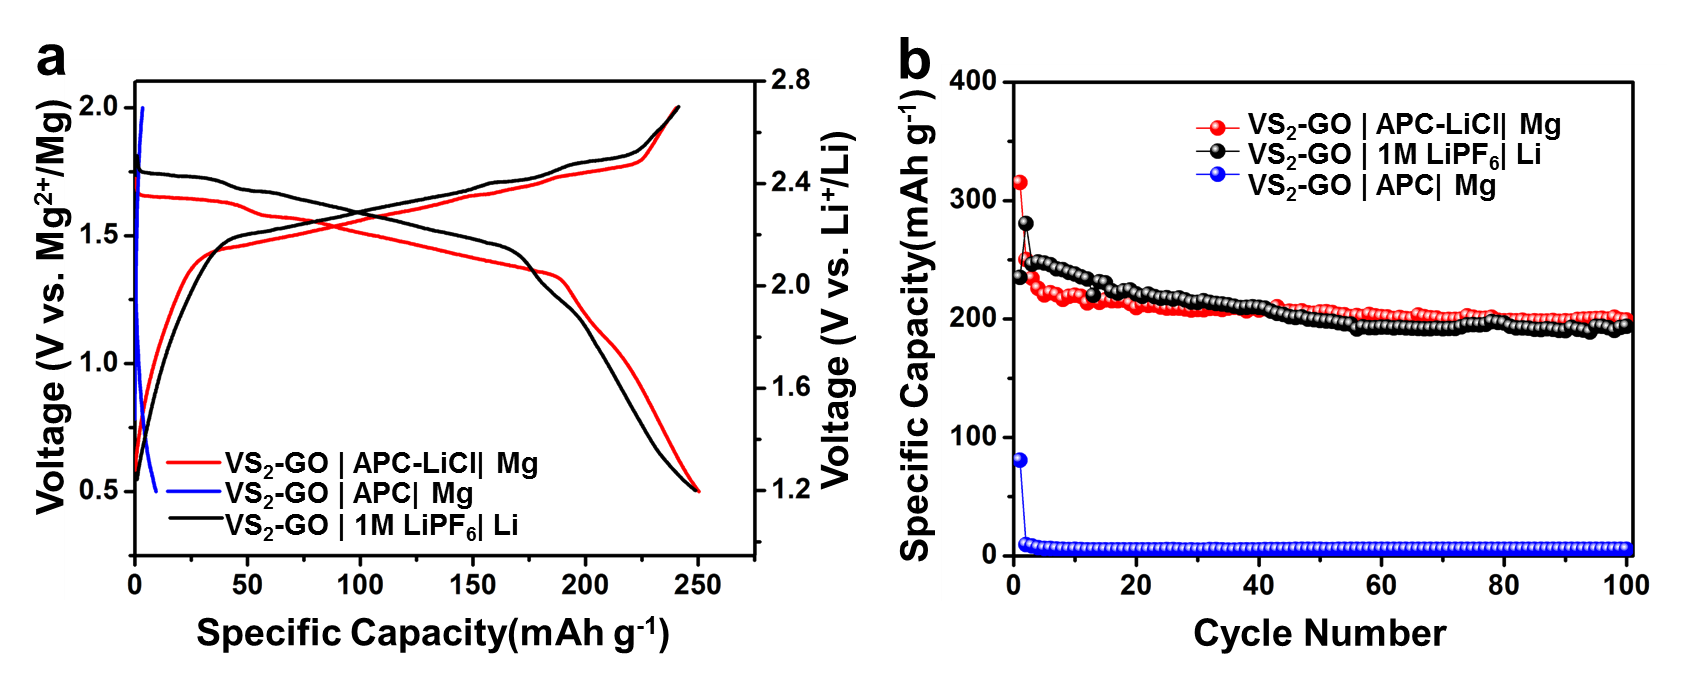 a
Voltage (V vs. Mg²⁺/Mg)
2.0
1.5
1.0
0.5
VS₂-GO | APC-LiCl| Mg
VS₂-GO | APC| Mg
VS₂-GO | 1M LiPF₆| Li
2.8
2.4
2.0
1.6
1.2
Voltage (V vs. Li⁺/Li)
0 50 100 150 200 250
Specific Capacity(mAh g⁻¹)
b
Specific Capacity(mAh g⁻¹)
400
300
200
100
0
VS₂-GO | APC-LiCl| Mg
VS₂-GO | 1M LiPF₆| Li
VS₂-GO | APC| Mg
0 20 40 60 80 100
Cycle Number